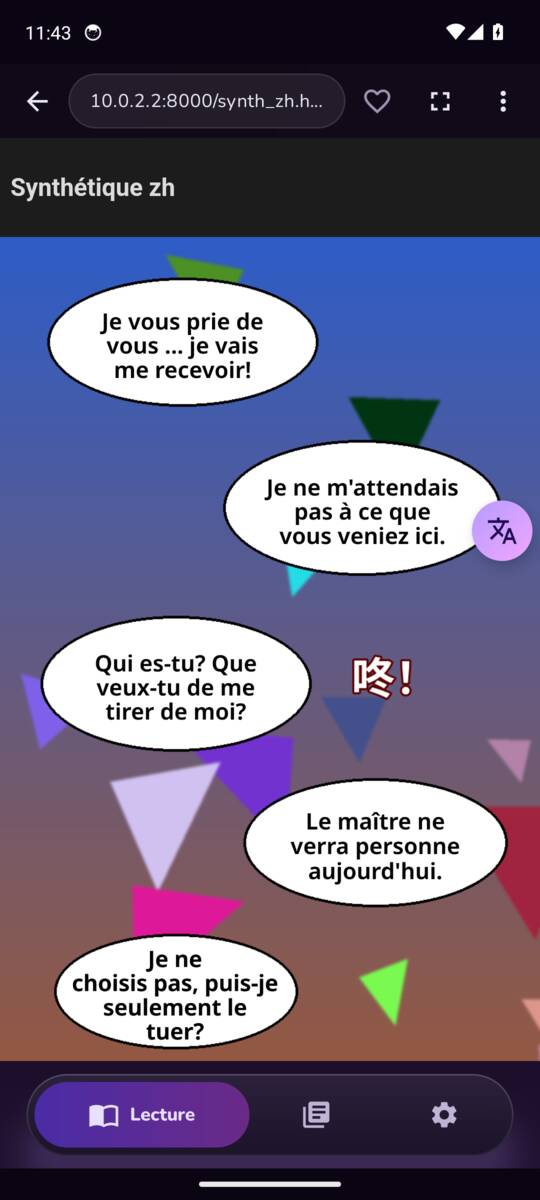 11:43
10.0.2.2:8000/synth_zh.h...
Synthétique zh
Je vous prie de
vous ... je vais
me recevoir!
Je ne m'attendais
pas à ce que
vous veniez ici.
Qui es-tu? Que
veux-tu de me
tirer de moi?
咚!
Le maître ne
verra personne
aujourd'hui.
Je ne
choisis pas, puis-je
seulement le
tuer?
Lecture